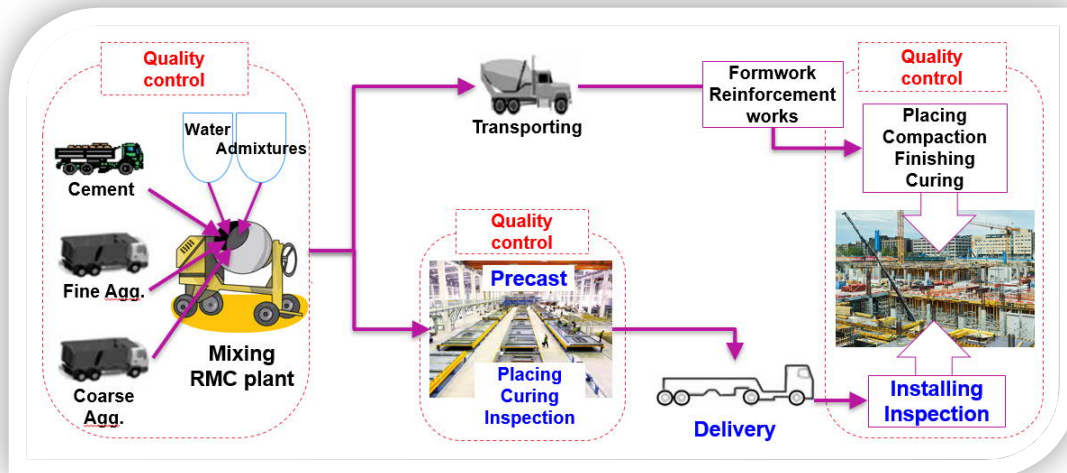 Quality
control
Water
Admixtures
Cement
Fine Agg.
Coarse
Agg.
Mixing
RMC plant
Transporting
Formwork
Reinforcement
works
Quality
control
Placing
Compaction
Finishing
Curing
Quality
control
Precast
Placing
Curing
Inspection
Delivery
Installing
Inspection